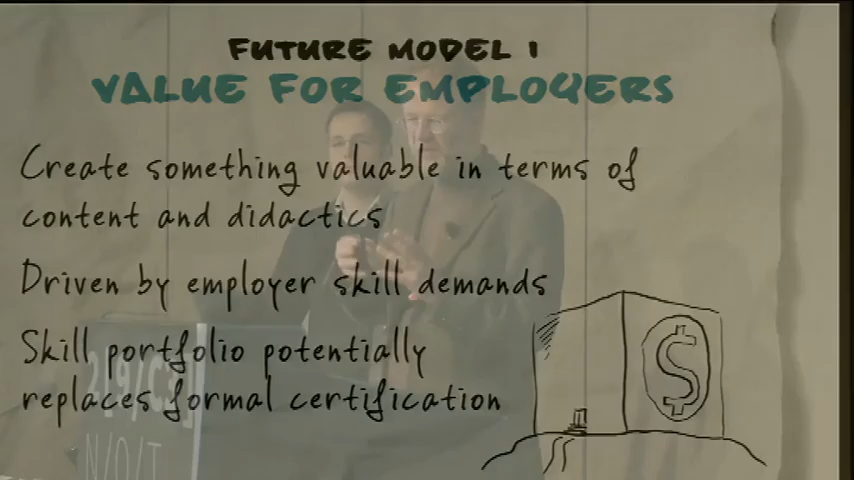 FUTURE MODEL 1
VALUE FOR EMPLOYERS
Create something valuable in terms of
content and didactics
Driven by employer skill demands
Skill portfolio potentially
replaces formal certification
$
N/O/T